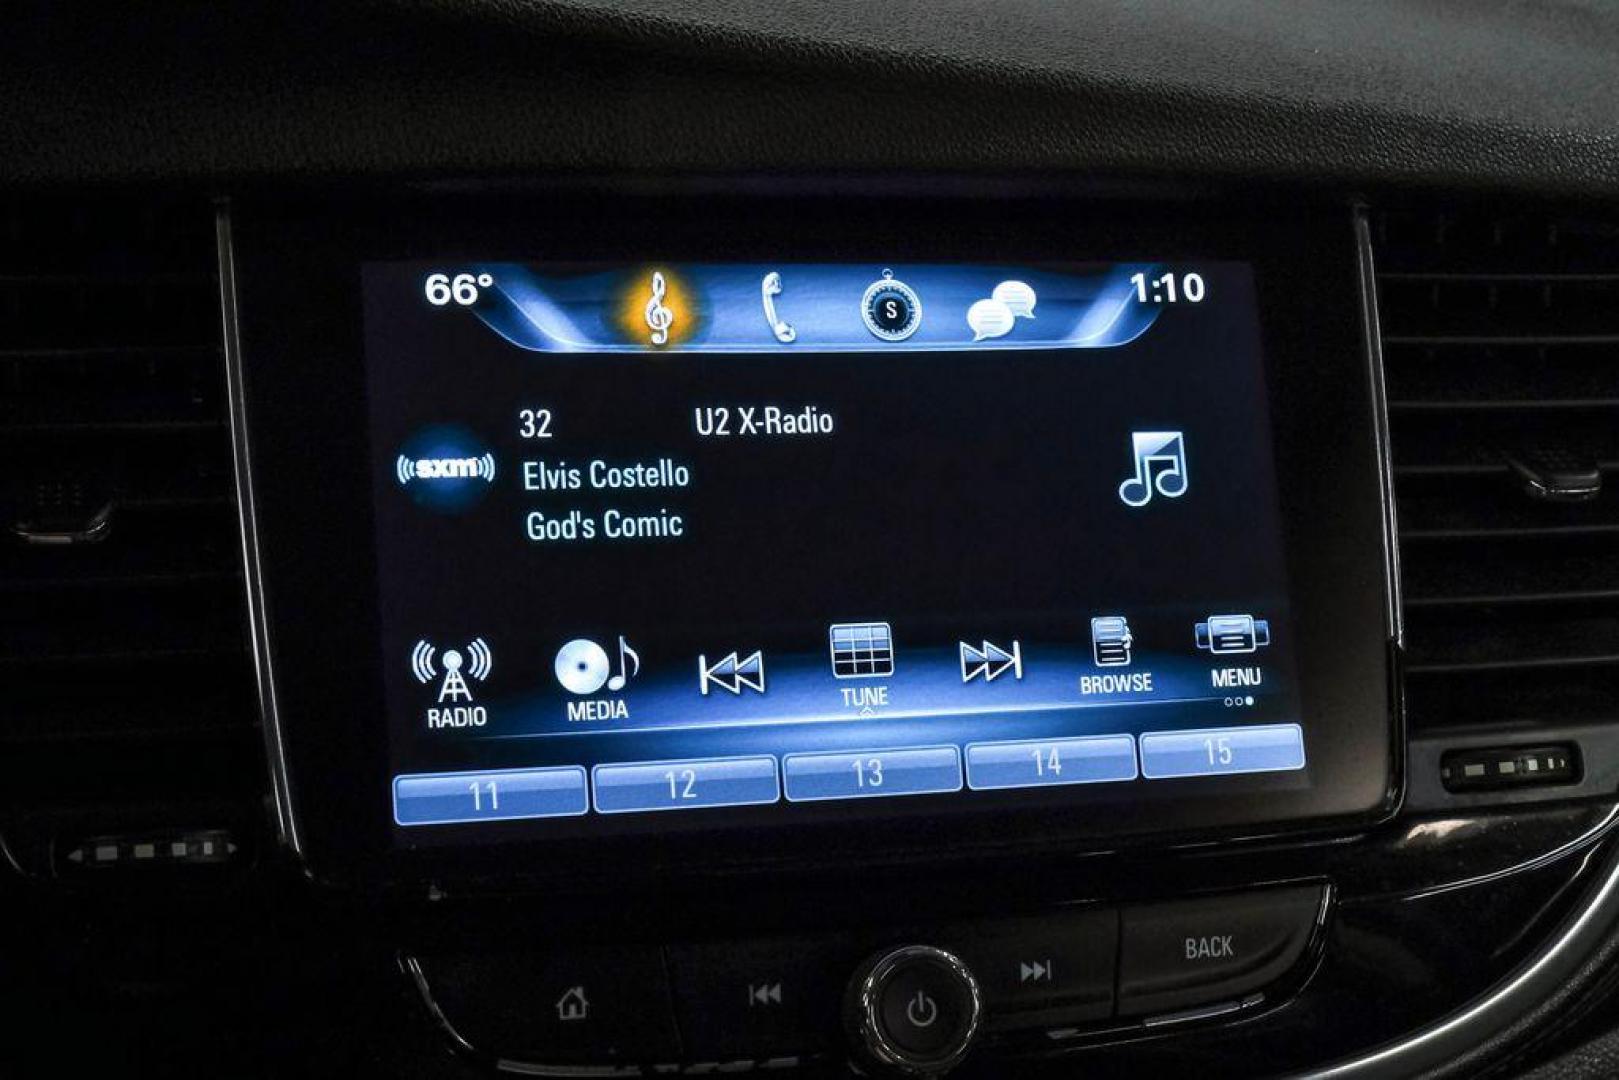 66° S 1:10
32 U2 X-Radio
sxm
Elvis Costello
God's Comic
RADIO MEDIA TUNE BROWSE MENU
11 12 13 14 15
BACK